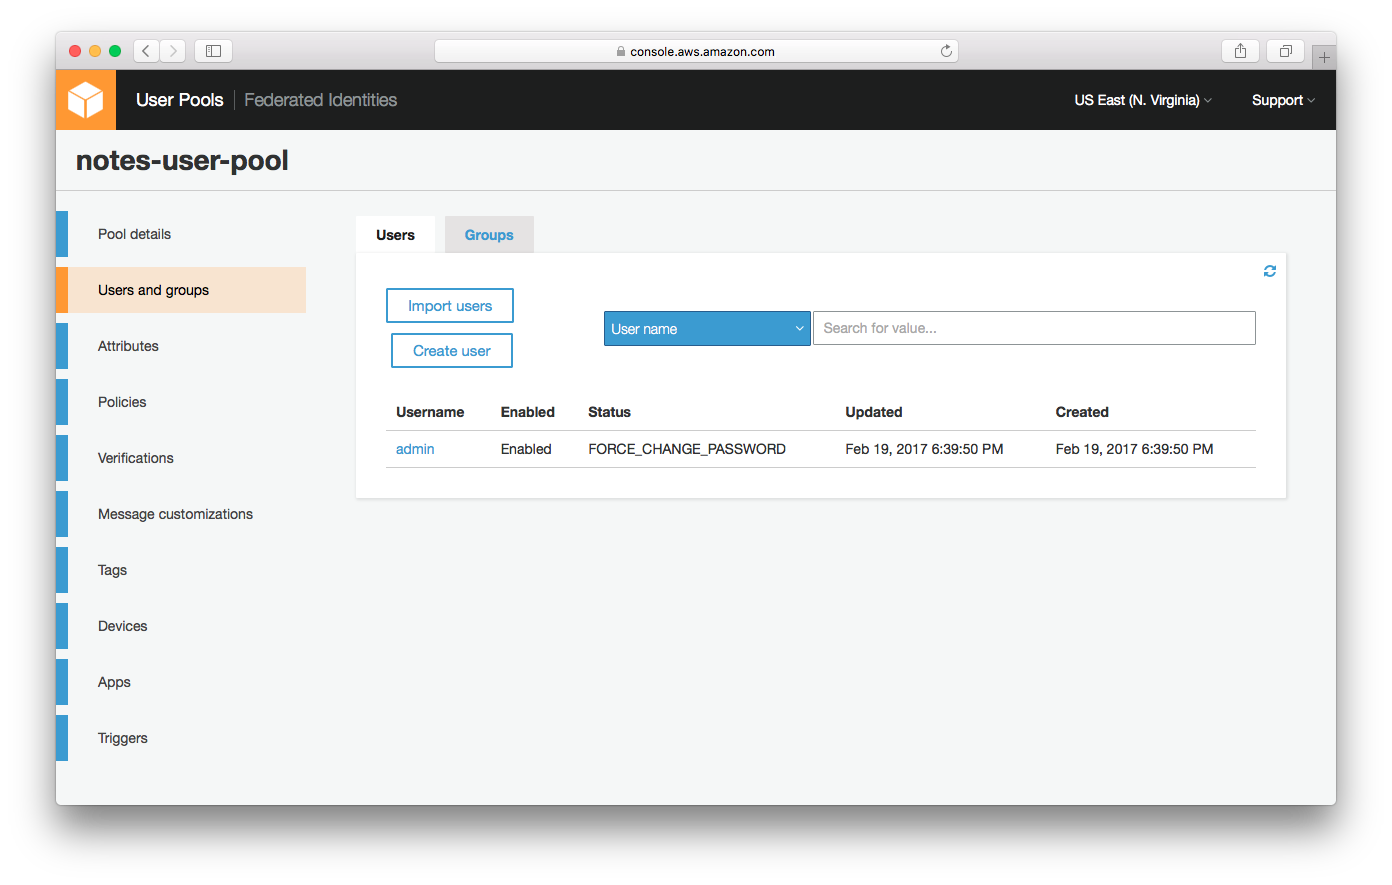 console.aws.amazon.com
User Pools Federated Identities US East (N. Virginia) Support
notes-user-pool
Pool details
Users and groups
Attributes
Policies
Verifications
Message customizations
Tags
Devices
Apps
Triggers
Users Groups
Import users
Create user
User name Search for value...
Username Enabled Status Updated Created
admin Enabled FORCE_CHANGE_PASSWORD Feb 19, 2017 6:39:50 PM Feb 19, 2017 6:39:50 PM